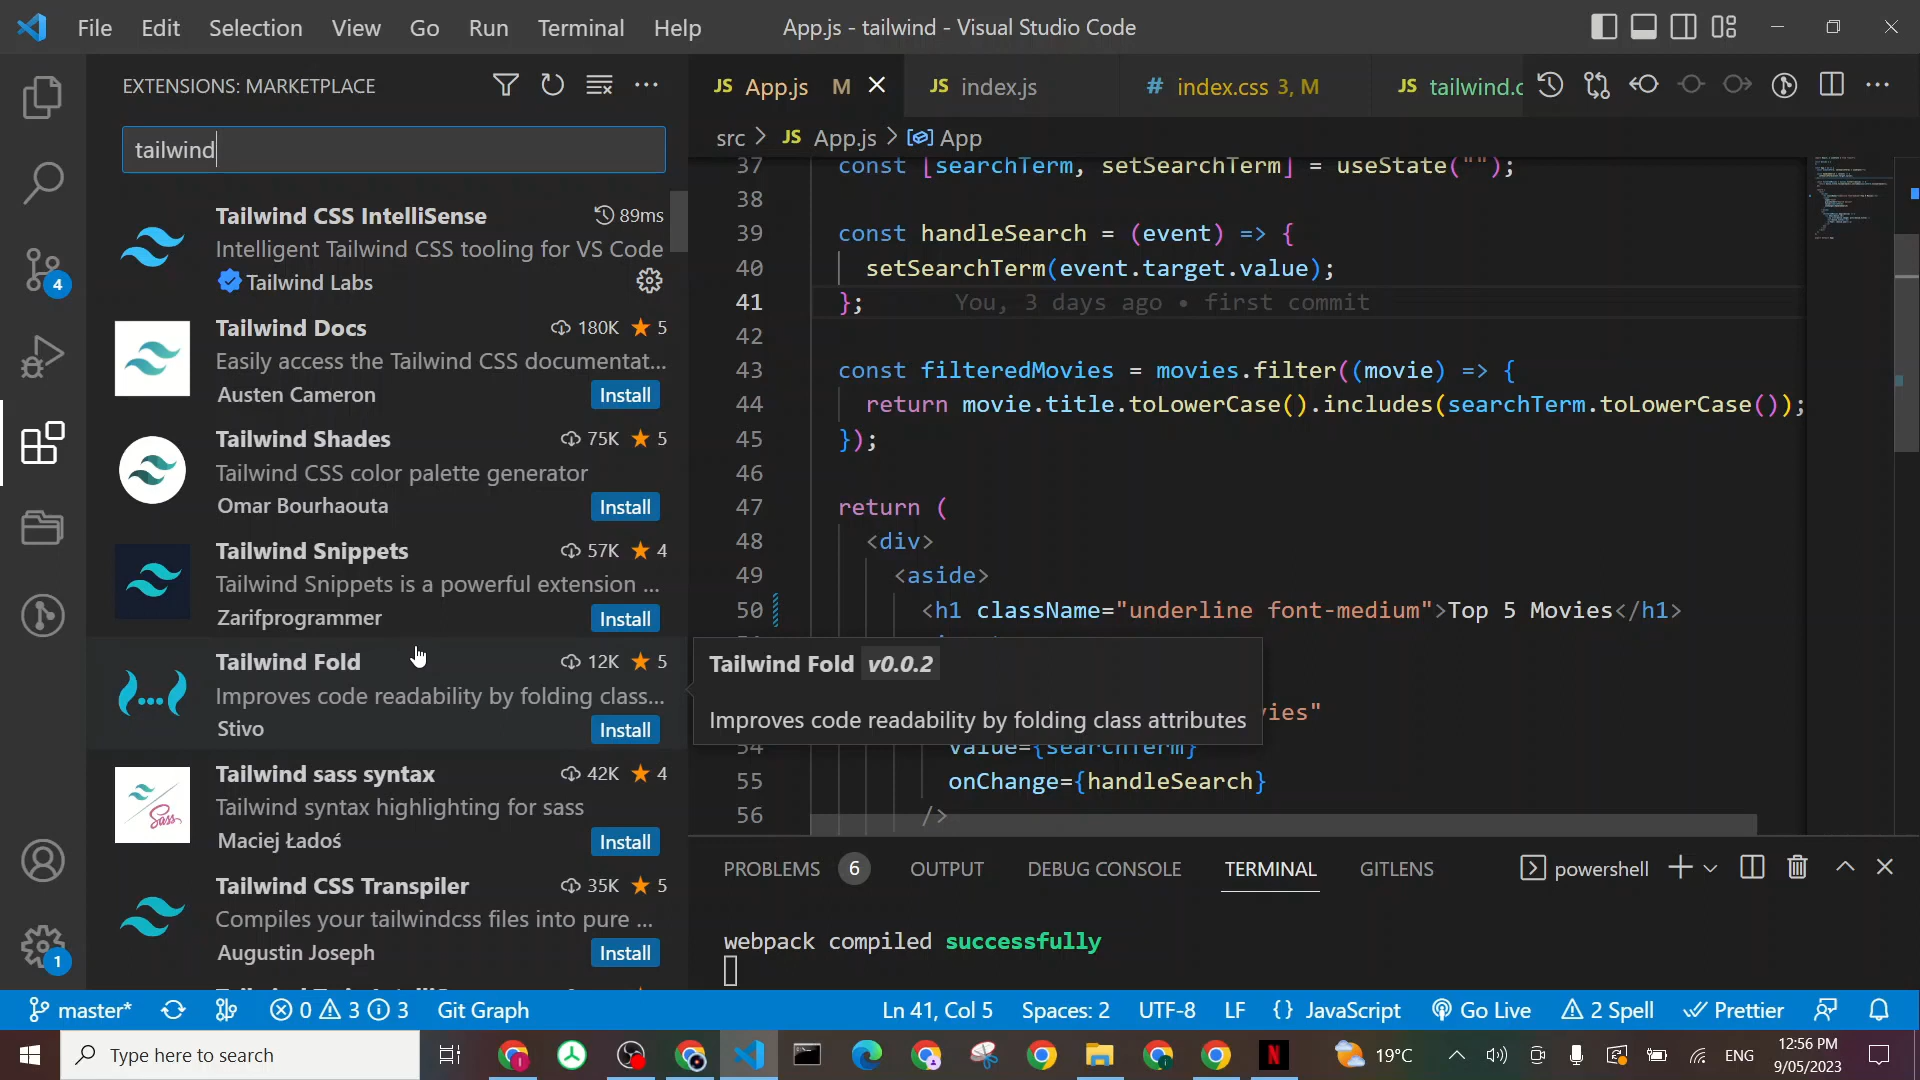 File Edit Selection View Go Run Terminal Help App.js - tailwind - Visual Studio Code
EXTENSIONS: MARKETPLACE
tailwind
Tailwind CSS IntelliSense 89ms
Intelligent Tailwind CSS tooling for VS Code
Tailwind Labs
Tailwind Docs 180K 5
Easily access the Tailwind CSS documentat...
Austen Cameron Install
Tailwind Shades 75K 5
Tailwind CSS color palette generator
Omar Bourhaouta Install
Tailwind Snippets 57K 4
Tailwind Snippets is a powerful extension ...
Zarifprogrammer Install
Tailwind Fold 12K 5
Improves code readability by folding class...
Stivo Install
Tailwind sass syntax 42K 4
Tailwind syntax highlighting for sass
Maciej Ładoś Install
Sass
Tailwind CSS Transpiler 35K 5
Compiles your tailwindcss files into pure ...
Augustin Joseph Install
4
1
JS App.js M JS index.js # index.css 3, M JS tailwind.c
src > JS App.js > App
37 const [searchTerm, setSearchTerm] = useState("");
38
39 const handleSearch = (event) => {
40 setSearchTerm(event.target.value);
41 }; You, 3 days ago • first commit
42
43 const filteredMovies = movies.filter((movie) => {
44 return movie.title.toLowerCase().includes(searchTerm.toLowerCase());
45 });
46
47 return (
48 <div>
49 <aside>
50 <h1 className="underline font-medium">Top 5 Movies</h1>
Tailwind Fold v0.0.2
Improves code readability by folding class attributes
vies"
54 value={searchTerm}
55 onChange={handleSearch}
56 />
PROBLEMS 6 OUTPUT DEBUG CONSOLE TERMINAL GITLENS powershell
webpack compiled successfully
master* 0 3 3 Git Graph Ln 41, Col 5 Spaces: 2 UTF-8 LF {} JavaScript Go Live 2 Spell Prettier
Type here to search 19°C ENG 12:56 PM
9/05/2023